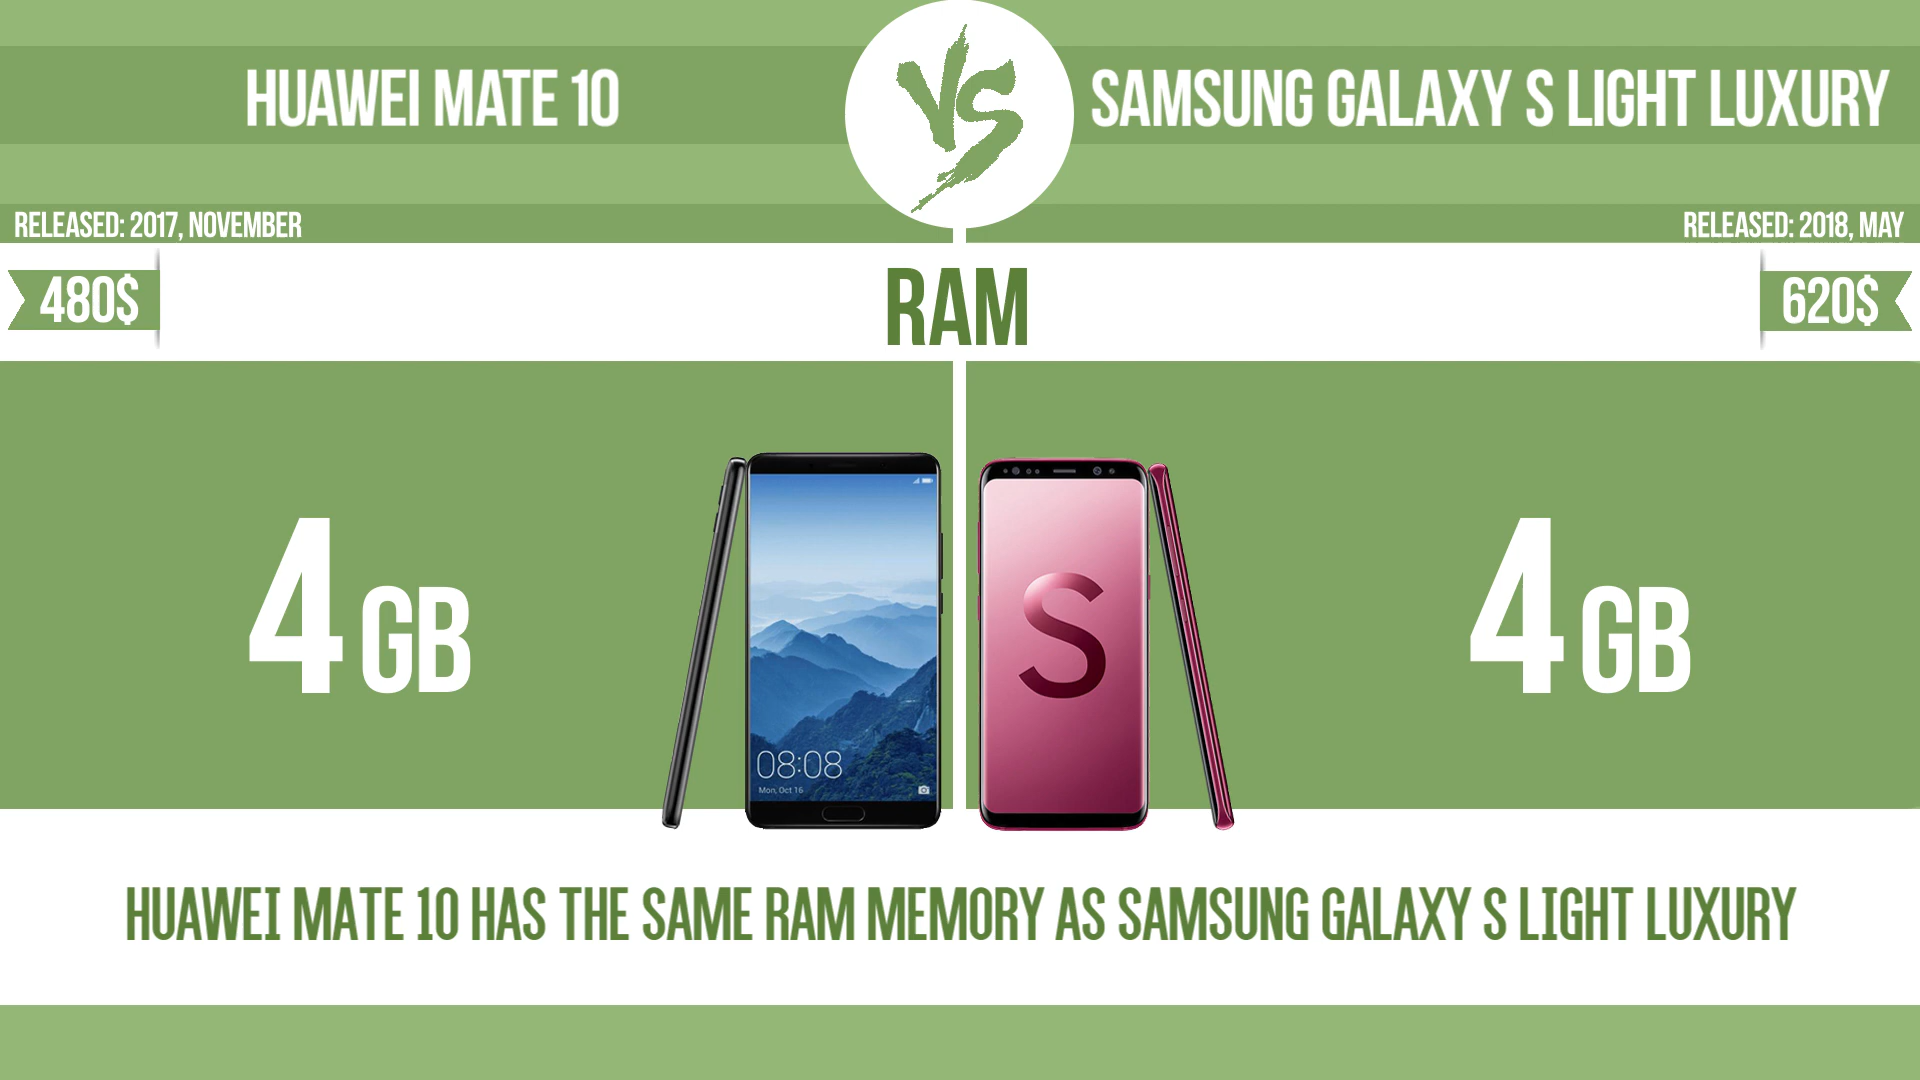 HUAWEI MATE 10
VS
SAMSUNG GALAXY S LIGHT LUXURY
RELEASED: 2017, NOVEMBER
RELEASED: 2018, MAY
480$
RAM
620$
4 GB
08:08
Mon, Oct 16
S
4 GB
HUAWEI MATE 10 HAS THE SAME RAM MEMORY AS SAMSUNG GALAXY S LIGHT LUXURY